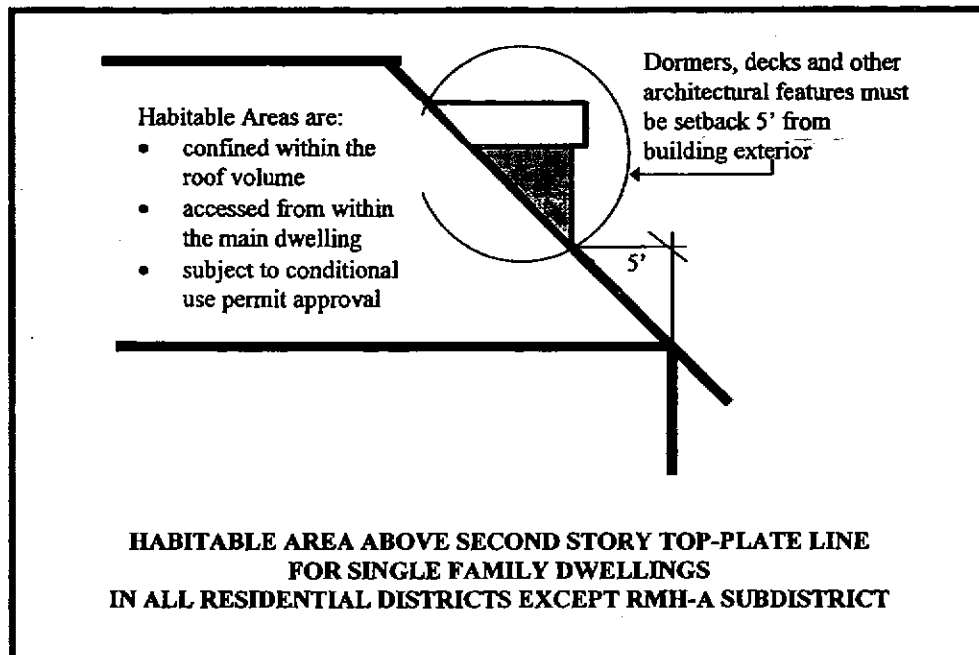 Dormers, decks and other
architectural features must
be setback 5' from
building exterior
Habitable Areas are:
• confined within the
roof volume
• accessed from within
the main dwelling
• subject to conditional
use permit approval
5'
HABITABLE AREA ABOVE SECOND STORY TOP-PLATE LINE
FOR SINGLE FAMILY DWELLINGS
IN ALL RESIDENTIAL DISTRICTS EXCEPT RMH-A SUBDISTRICT